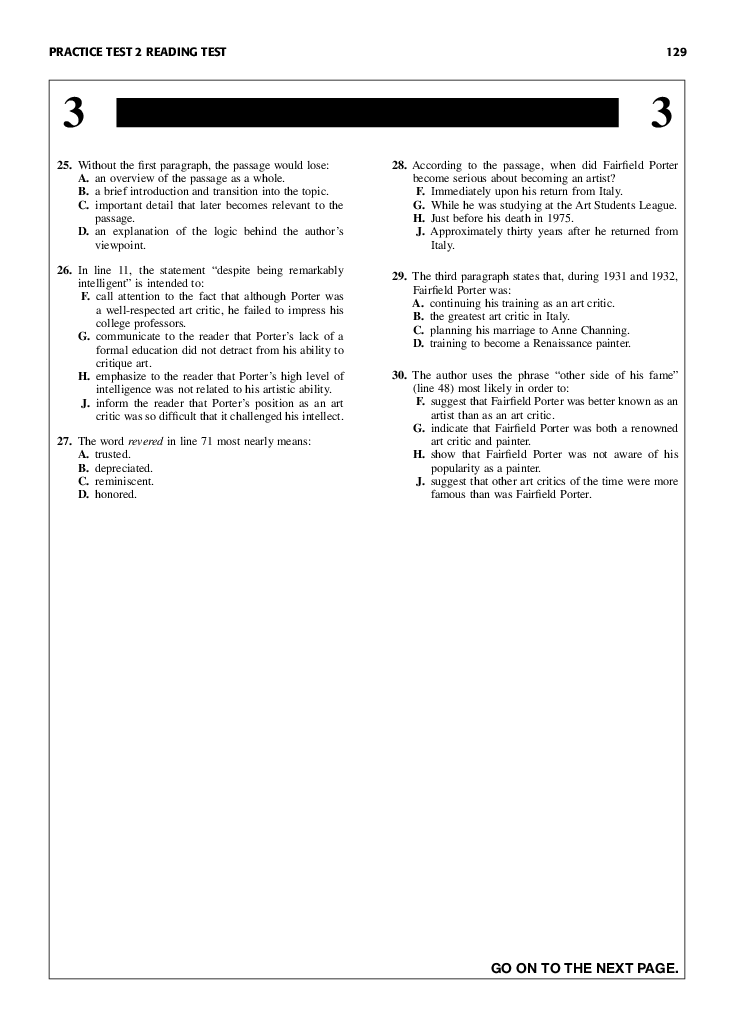 PRACTICE TEST 2 READING TEST 129
3 3
25. Without the first paragraph, the passage would lose:
A. an overview of the passage as a whole.
B. a brief introduction and transition into the topic.
C. important detail that later becomes relevant to the
passage.
D. an explanation of the logic behind the author's
viewpoint.
26. In line 11, the statement “despite being remarkably
intelligent” is intended to:
F. call attention to the fact that although Porter was
a well-respected art critic, he failed to impress his
college professors.
G. communicate to the reader that Porter's lack of a
formal education did not detract from his ability to
critique art.
H. emphasize to the reader that Porter's high level of
intelligence was not related to his artistic ability.
J. inform the reader that Porter's position as an art
critic was so difficult that it challenged his intellect.
27. The word revered in line 71 most nearly means:
A. trusted.
B. depreciated.
C. reminiscent.
D. honored.
28. According to the passage, when did Fairfield Porter
become serious about becoming an artist?
F. Immediately upon his return from Italy.
G. While he was studying at the Art Students League.
H. Just before his death in 1975.
J. Approximately thirty years after he returned from
Italy.
29. The third paragraph states that, during 1931 and 1932,
Fairfield Porter was:
A. continuing his training as an art critic.
B. the greatest art critic in Italy.
C. planning his marriage to Anne Channing.
D. training to become a Renaissance painter.
30. The author uses the phrase “other side of his fame”
(line 48) most likely in order to:
F. suggest that Fairfield Porter was better known as an
artist than as an art critic.
G. indicate that Fairfield Porter was both a renowned
art critic and painter.
H. show that Fairfield Porter was not aware of his
popularity as a painter.
J. suggest that other art critics of the time were more
famous than was Fairfield Porter.
GO ON TO THE NEXT PAGE.